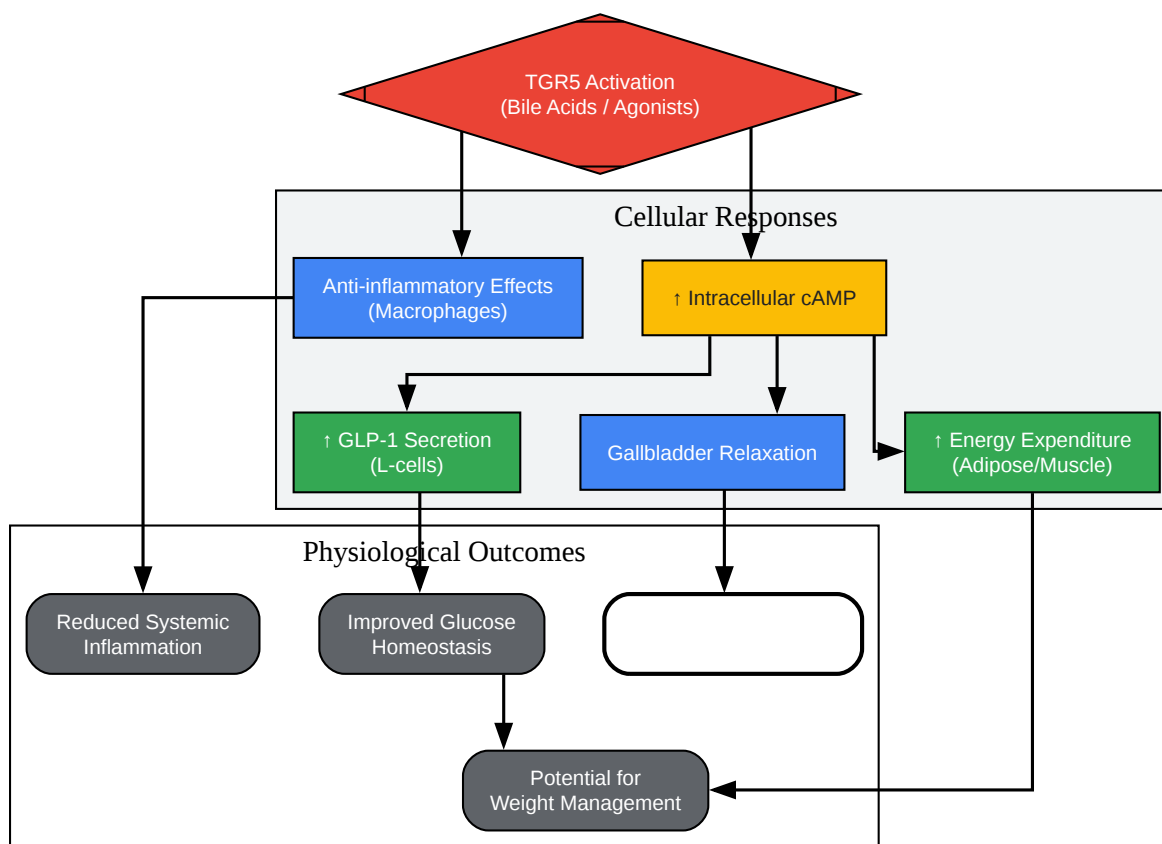 TGR5 Activation
(Bile Acids / Agonists)
Cellular Responses
Anti-inflammatory Effects
(Macrophages)
↑ Intracellular cAMP
↑ GLP-1 Secretion
(L-cells)
Gallbladder Relaxation
↑ Energy Expenditure
(Adipose/Muscle)
Physiological Outcomes
Reduced Systemic
Inflammation
Improved Glucose
Homeostasis
Potential for
Weight Management